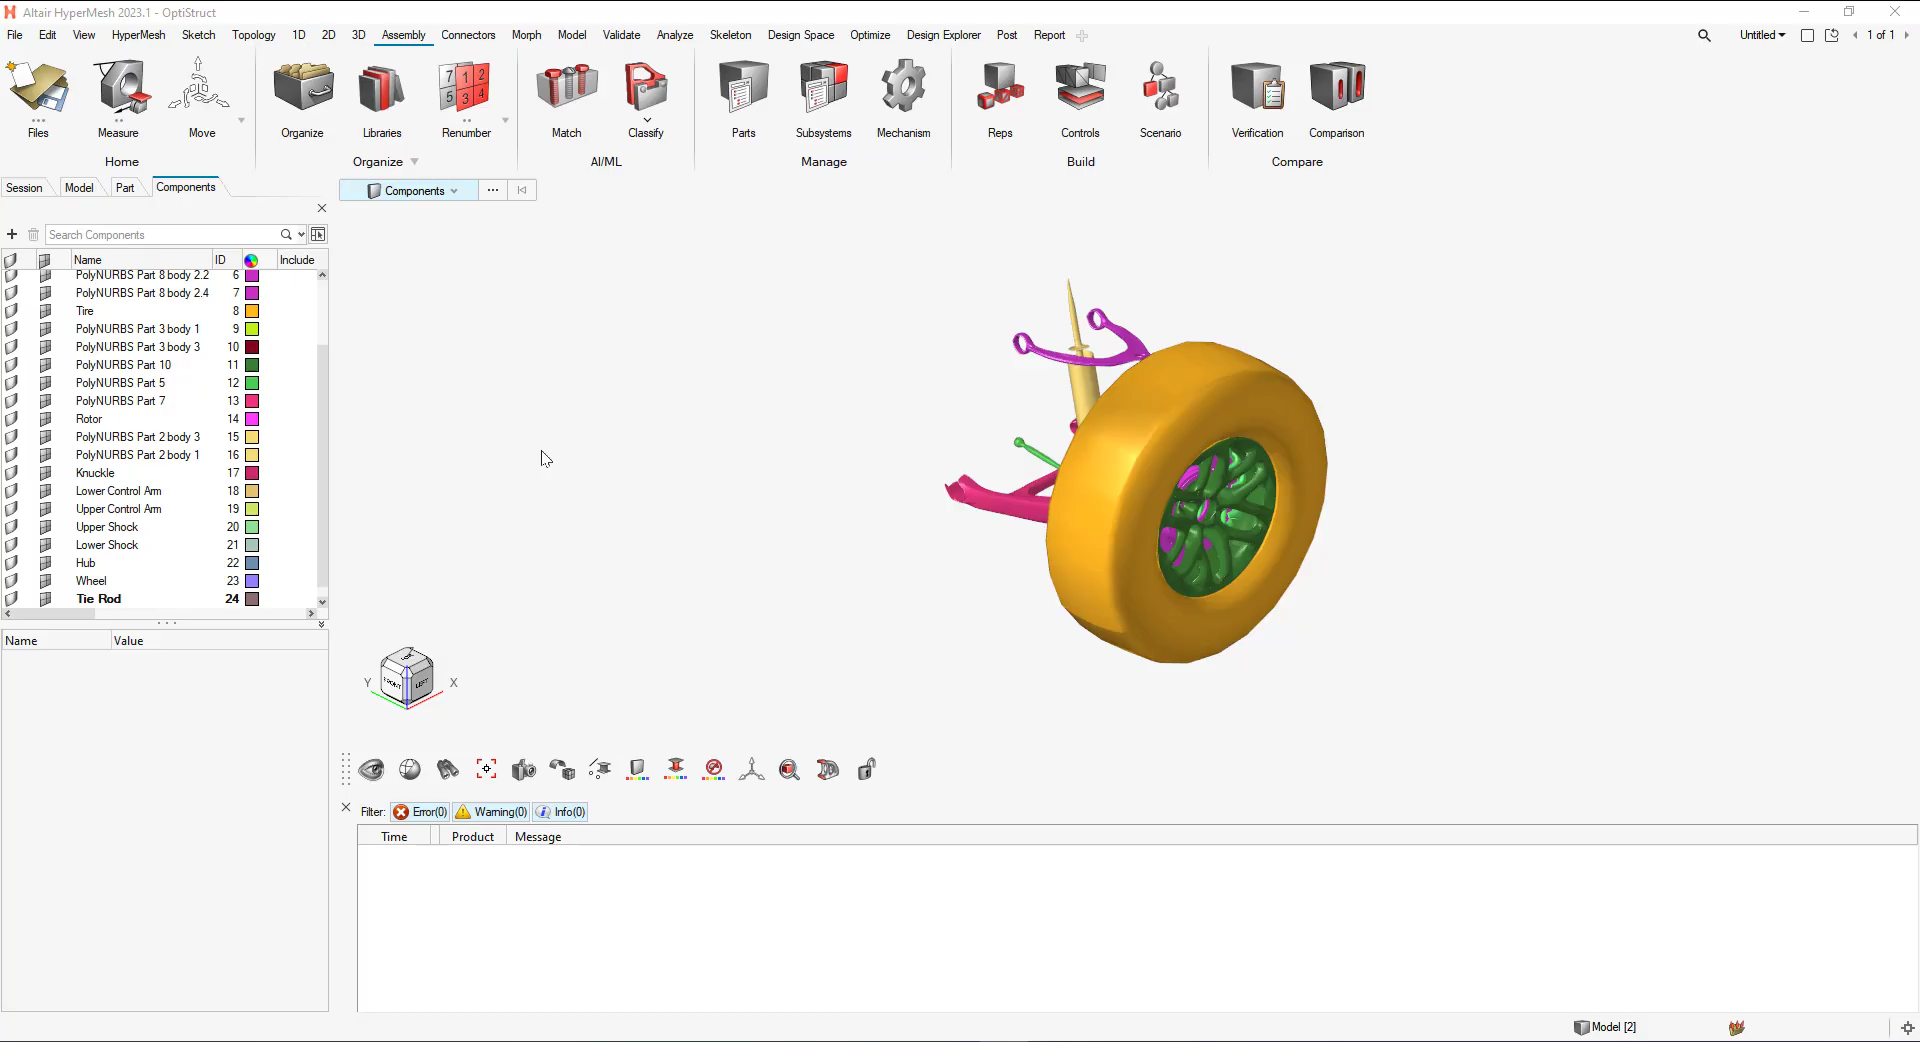 Altair HyperMesh 2023.1 - OptiStruct
File Edit View HyperMesh Sketch Topology 1D 2D 3D Assembly Connectors Morph Model Validate Analyze Skeleton Design Space Optimize Design Explorer Post Report Untitled 1 of 1
7 1 2
5 3 4
Files Measure Move Organize Libraries Renumber Match Classify Parts Subsystems Mechanism Reps Controls Scenario Verification Comparison
Home Organize AI/ML Manage Build Compare
Session Model Part Components
Components
Search Components
Name ID Include
PolyNURBS Part 8 body 2.2 6
PolyNURBS Part 8 body 2.4 7
Tire 8
PolyNURBS Part 3 body 1 9
PolyNURBS Part 3 body 3 10
PolyNURBS Part 10 11
PolyNURBS Part 5 12
PolyNURBS Part 7 13
Rotor 14
PolyNURBS Part 2 body 3 15
PolyNURBS Part 2 body 1 16
Knuckle 17
Lower Control Arm 18
Upper Control Arm 19
Upper Shock 20
Lower Shock 21
Hub 22
Wheel 23
Tie Rod 24
Name Value
FRONT LEFT
Y X
Filter: Error(0) Warning(0) Info(0)
Time Product Message
Model [2]